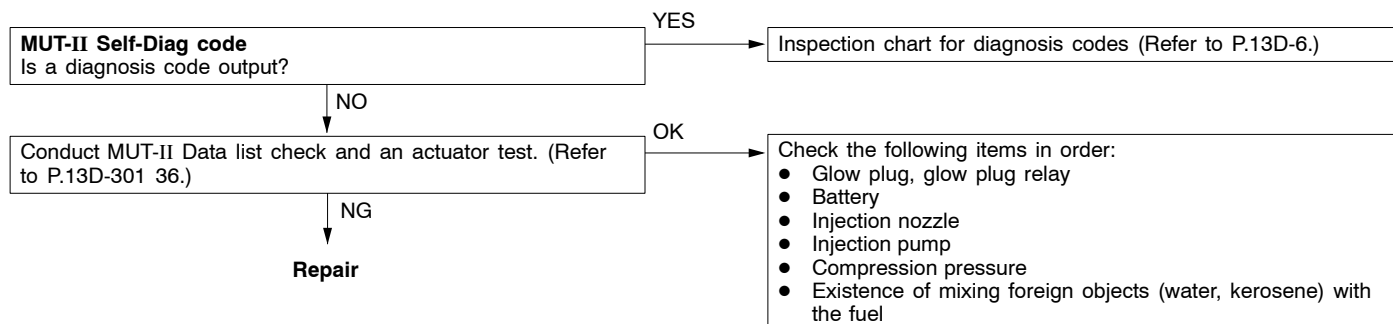 YES
MUT-II Self-Diag code
Is a diagnosis code output?
Inspection chart for diagnosis codes (Refer to P.13D-6.)
NO
OK
Conduct MUT-II Data list check and an actuator test. (Refer
to P.13D-301 36.)
Check the following items in order:
● Glow plug, glow plug relay
● Battery
● Injection nozzle
● Injection pump
● Compression pressure
● Existence of mixing foreign objects (water, kerosene) with
the fuel
NG
Repair